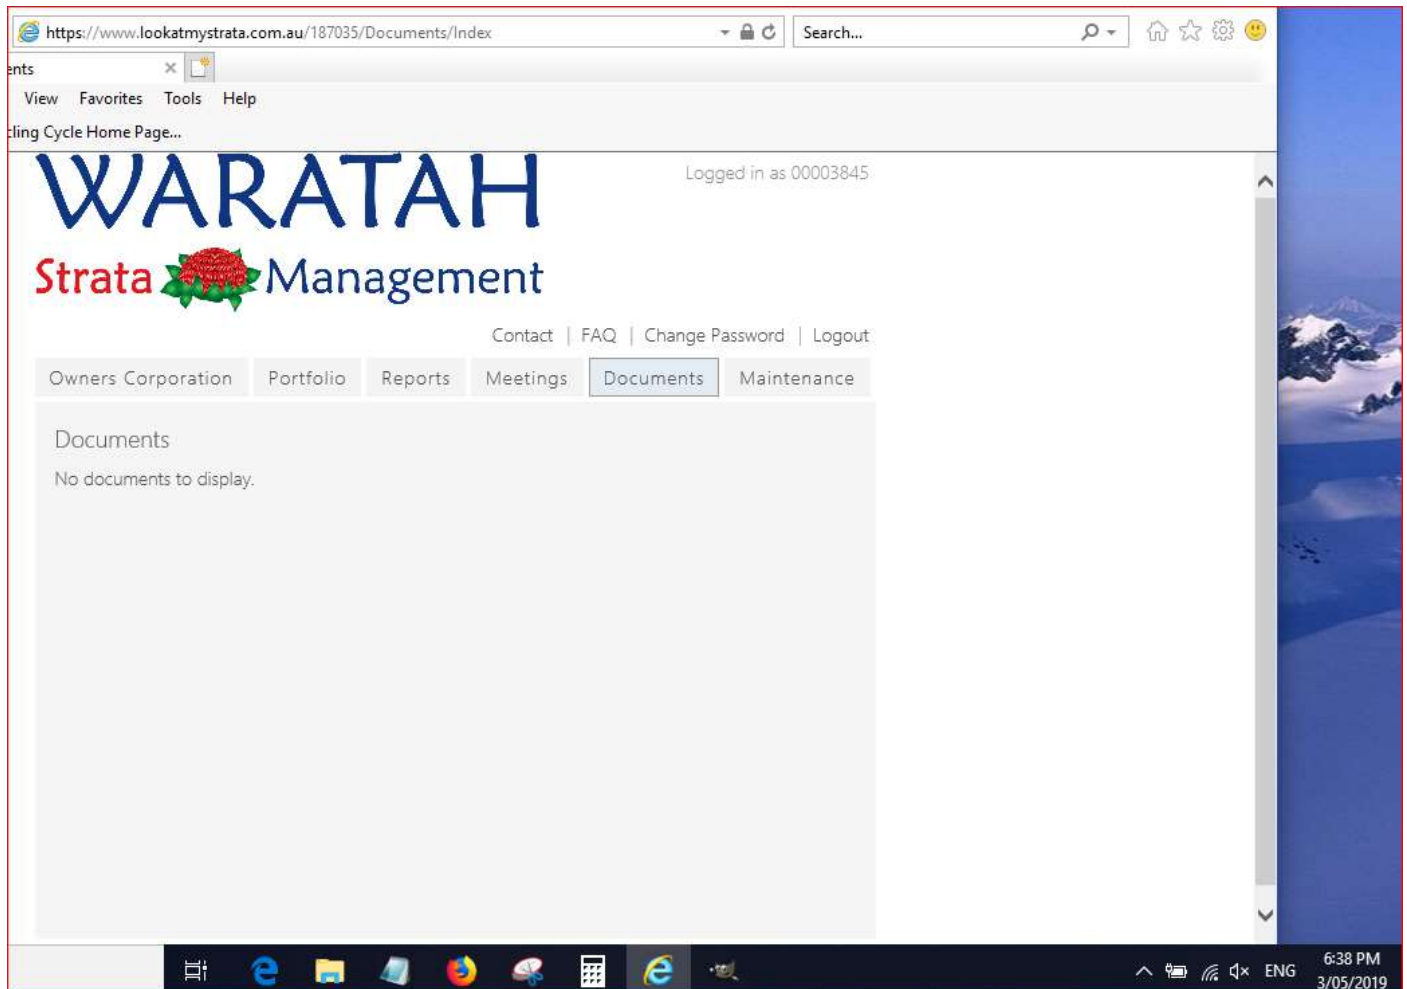 https://www.lookatmystrata.com.au/187035/Documents/Index Search...
ents
View Favorites Tools Help
cling Cycle Home Page...
WARATAH
Logged in as 00003845
Strata Management
Contact | FAQ | Change Password | Logout
Owners Corporation Portfolio Reports Meetings Documents Maintenance
Documents
No documents to display.
ENG 6:38 PM
3/05/2019